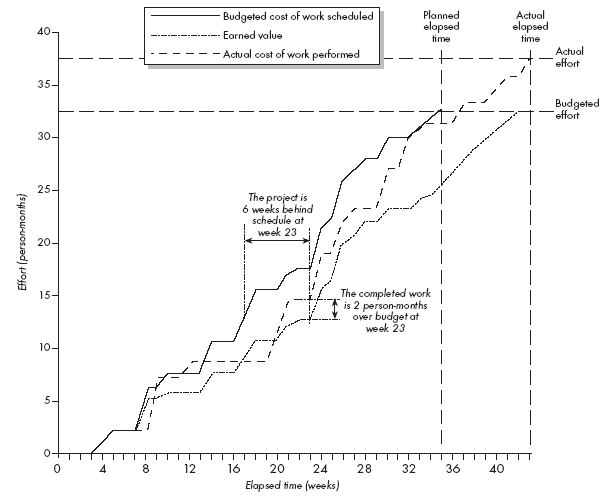 Budgeted cost of work scheduled
Earned value
Actual cost of work performed
Planned
elapsed
time
Actual
elapsed
time
Actual
effort
Budgeted
effort
40
35
30
25
20
15
10
5
0
Effort (person-months)
The project is
6 weeks behind
schedule at
week 23
The completed work
is 2 person-months
over budget at
week 23
0 4 8 12 16 20 24 28 32 36 40
Elapsed time (weeks)